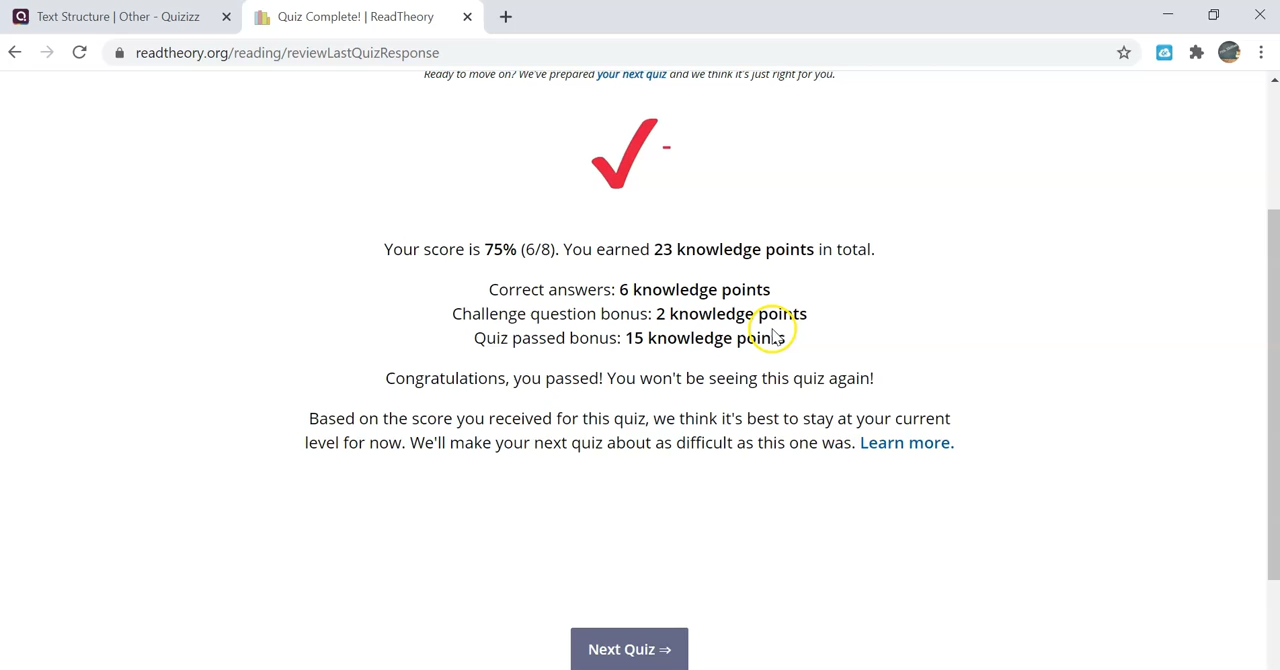 Text Structure | Other - Quizizz
Quiz Complete! | ReadTheory
readtheory.org/reading/reviewLastQuizResponse
Ready to move on? We've prepared your next quiz and we think it's just right for you.
Your score is 75% (6/8). You earned 23 knowledge points in total.
Correct answers: 6 knowledge points
Challenge question bonus: 2 knowledge points
Quiz passed bonus: 15 knowledge points
Congratulations, you passed! You won't be seeing this quiz again!
Based on the score you received for this quiz, we think it's best to stay at your current
level for now. We'll make your next quiz about as difficult as this one was. Learn more.
Next Quiz ⇒